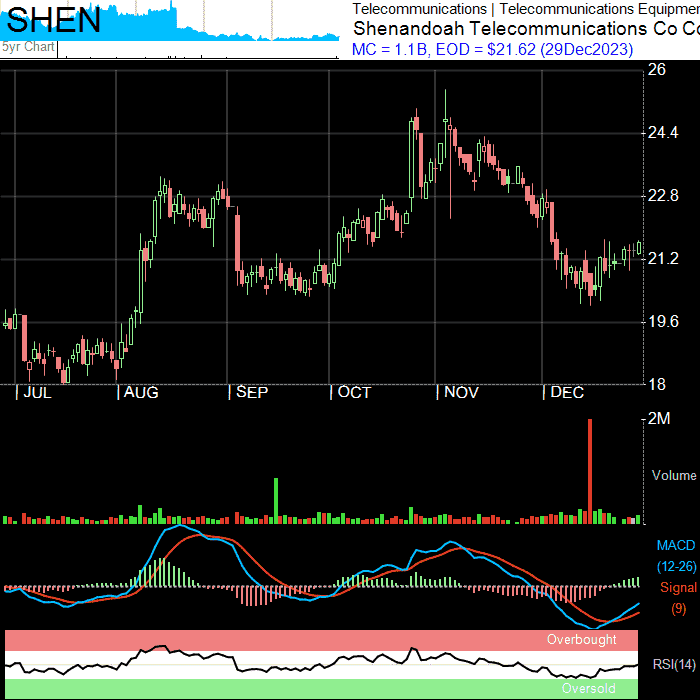 SHEN
5yr Chart
Telecommunications | Telecommunications Equipmen
Shenandoah Telecommunications Co Co
MC = 1.1B, EOD = $21.62 (29Dec2023)
26
24.4
22.8
21.2
19.6
18
| JUL | AUG | SEP | OCT | NOV | DEC
2M
Volume
MACD
(12-26)
Signal
(9)
Overbought
RSI(14)
Oversold